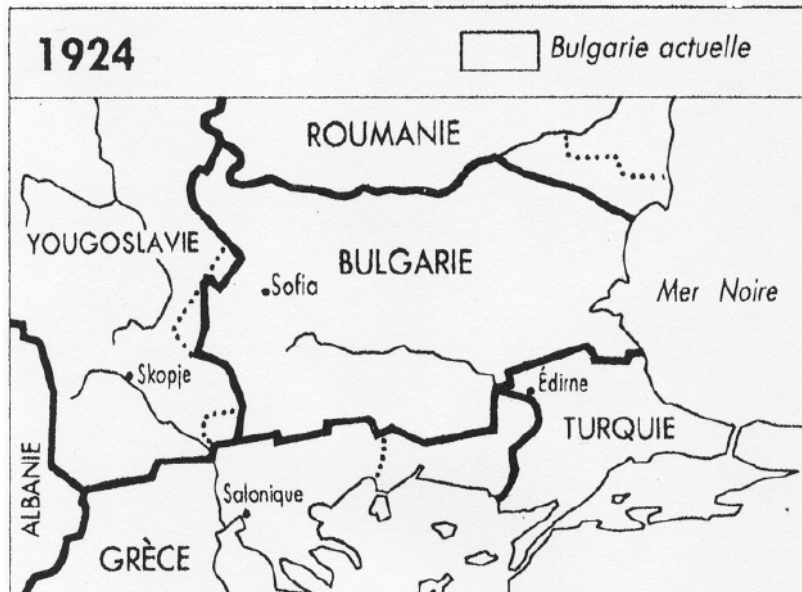 1924
Bulgarie actuelle
ROUMANIE
YOUGOSLAVIE
BULGARIE
Sofia
Mer Noire
Skopje
Édirne
TURQUIE
ALBANIE
Salonique
GRÈCE